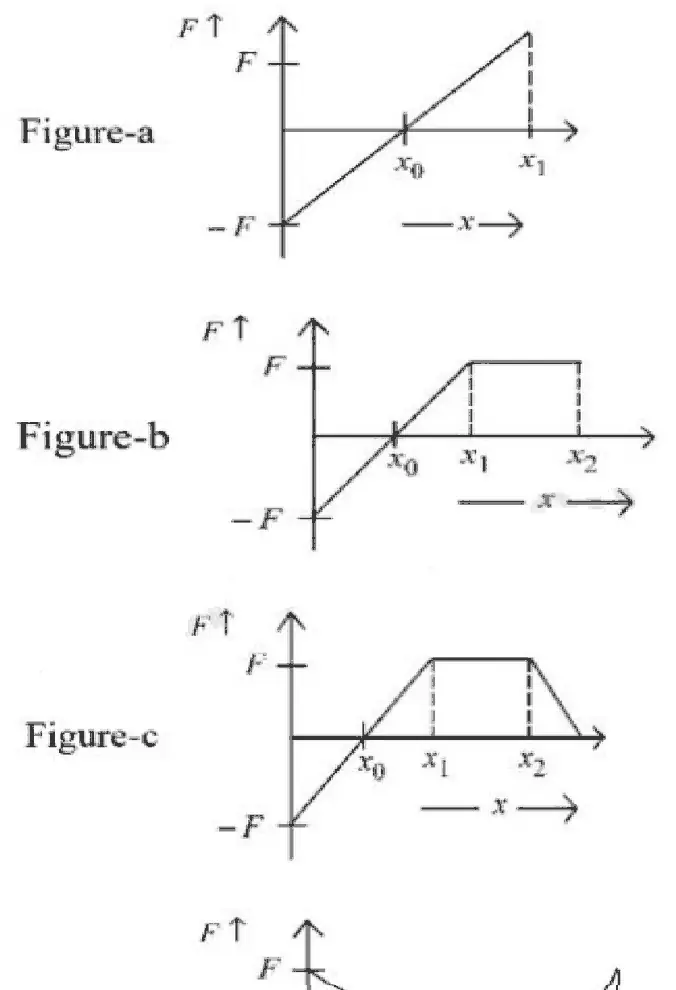 F↑
F
Figure-a
x₀ x₁
−F
x
F↑
F
Figure-b
x₀ x₁ x₂
x
−F
F↑
F
Figure-c
x₀ x₁ x₂
x
−F
F↑
F